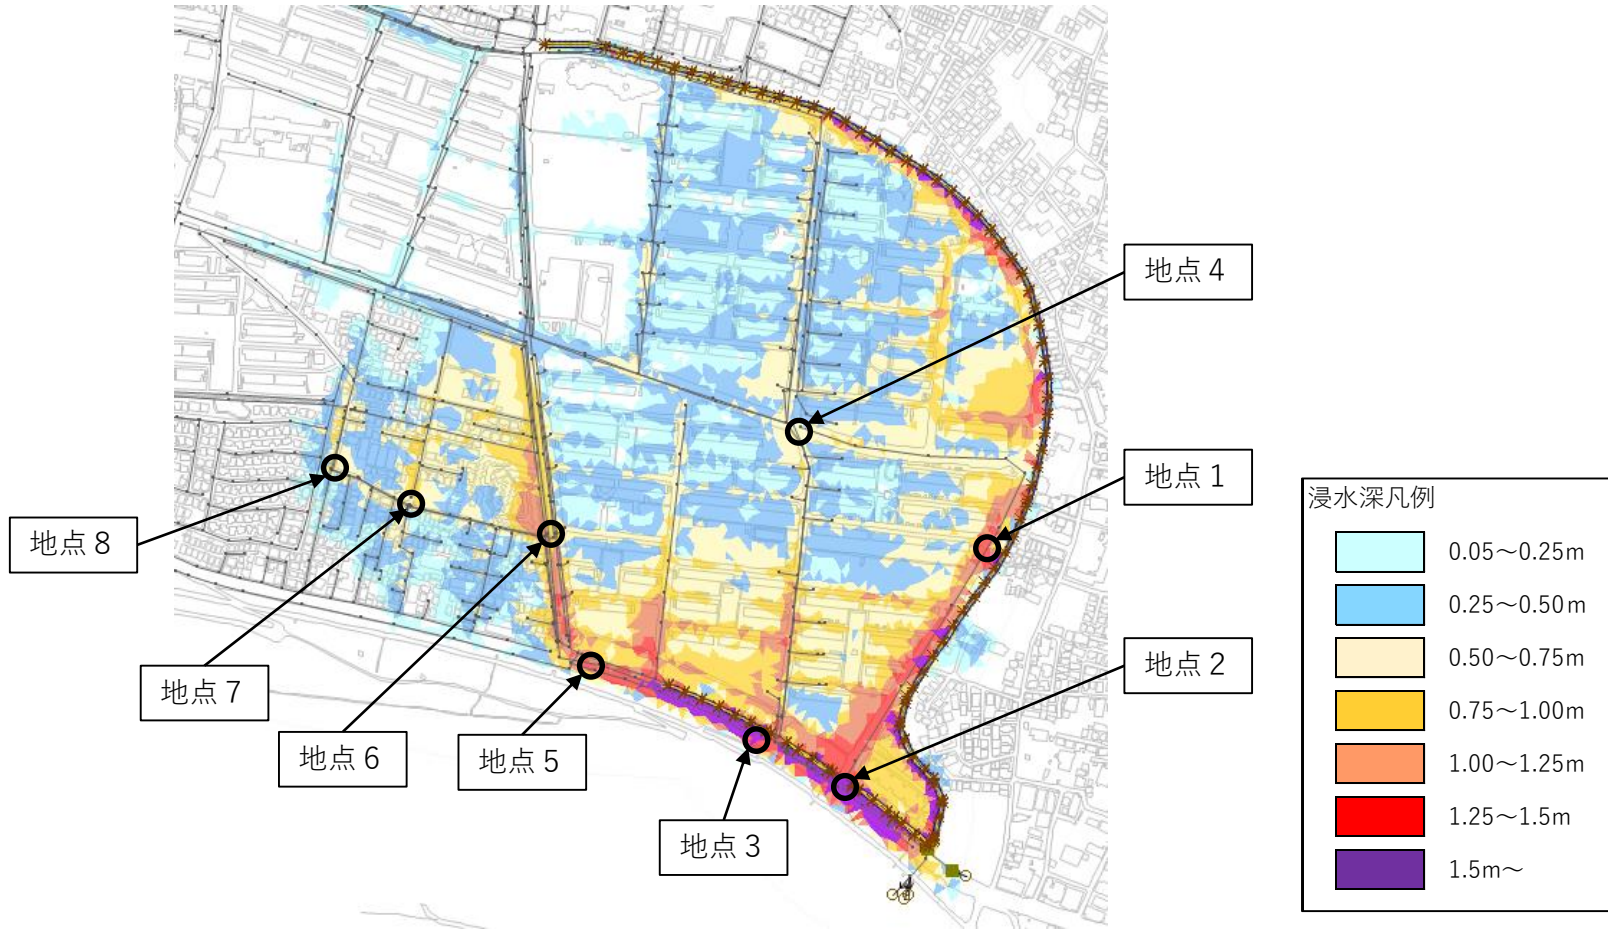 地点４
地点１
地点２
地点３
地点５
地点６
地点７
地点８
浸水深凡例
0.05～0.25m
0.25～0.50m
0.50～0.75m
0.75～1.00m
1.00～1.25m
1.25～1.5m
1.5m～